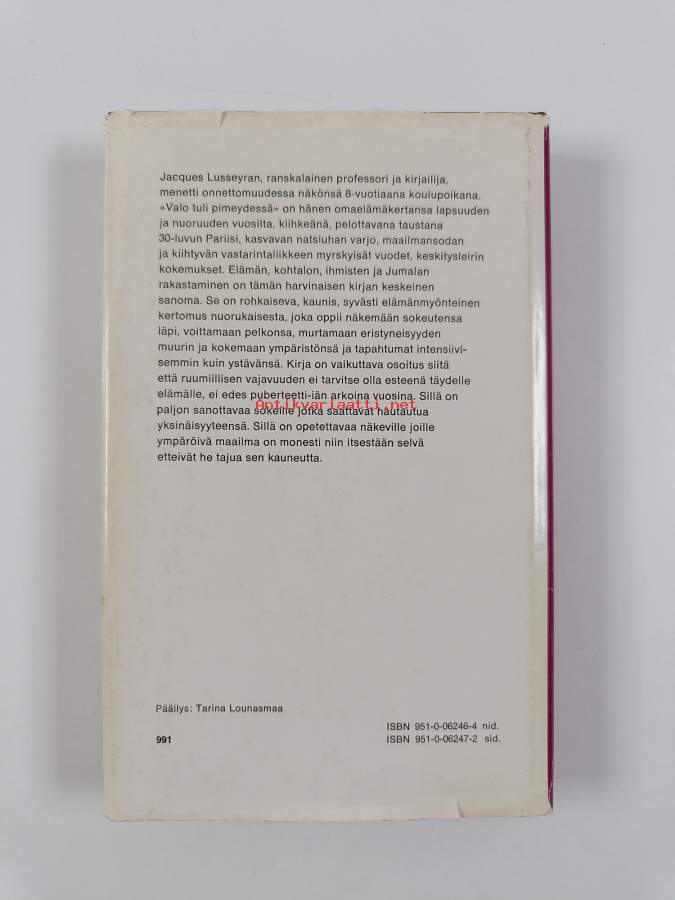 Jacques Lusseyran, ranskalainen professori ja kirjailija,
menetti onnettomuudessa näkönsä 8-vuotiaana koulupoikana.
»Valo tuli pimeydessä» on hänen omaelämäkertansa lapsuuden
ja nuoruuden vuosilta, kiihkeänä, pelottavana taustana
30-luvun Pariisi, kasvavan natsiuhan varjo, maailmansodan
ja kiihtyvän vastarintaliikkeen myrskyisät vuodet, keskitysleirin
kokemukset. Elämän, kohtalon, ihmisten ja Jumalan
rakastaminen on tämän harvinaisen kirjan keskeinen
sanoma. Se on rohkaiseva, kaunis, syvästi elämänmyönteinen
kertomus nuorukaisesta, joka oppii näkemään sokeutensa
läpi, voittamaan pelkonsa, murtamaan eristyneisyyden
muurin ja kokemaan ympäristönsä ja tapahtumat intensiivi-
semmin kuin ystävänsä. Kirja on vaikuttava osoitus siitä
että ruumiillisen vajavuuden ei tarvitse olla esteenä täydelle
elämälle, ei edes puberteetti-iän arkoina vuosina. Sillä on
Antikvariaatti.net
paljon sanottavaa sokeille jotka saattavat hautautua
yksinäisyyteensä. Sillä on opetettavaa näkeville joille
ympäröivä maailma on monesti niin itsestään selvä
etteivät he tajua sen kauneutta.
Päällys: Tarina Lounasmaa
991
ISBN 951-0-06246-4 nid.
ISBN 951-0-06247-2 sid.